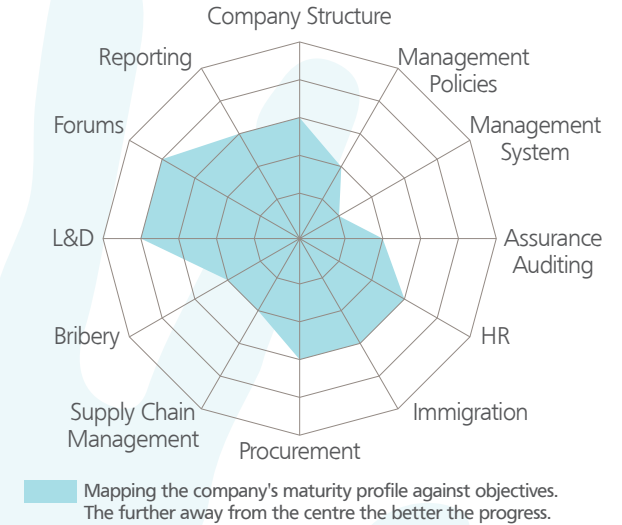 Company Structure
Reporting
Management
Policies
Forums
Management
System
L&D
Assurance
Auditing
Bribery
HR
Supply Chain
Management
Immigration
Procurement
Mapping the company's maturity profile against objectives.
The further away from the centre the better the progress.